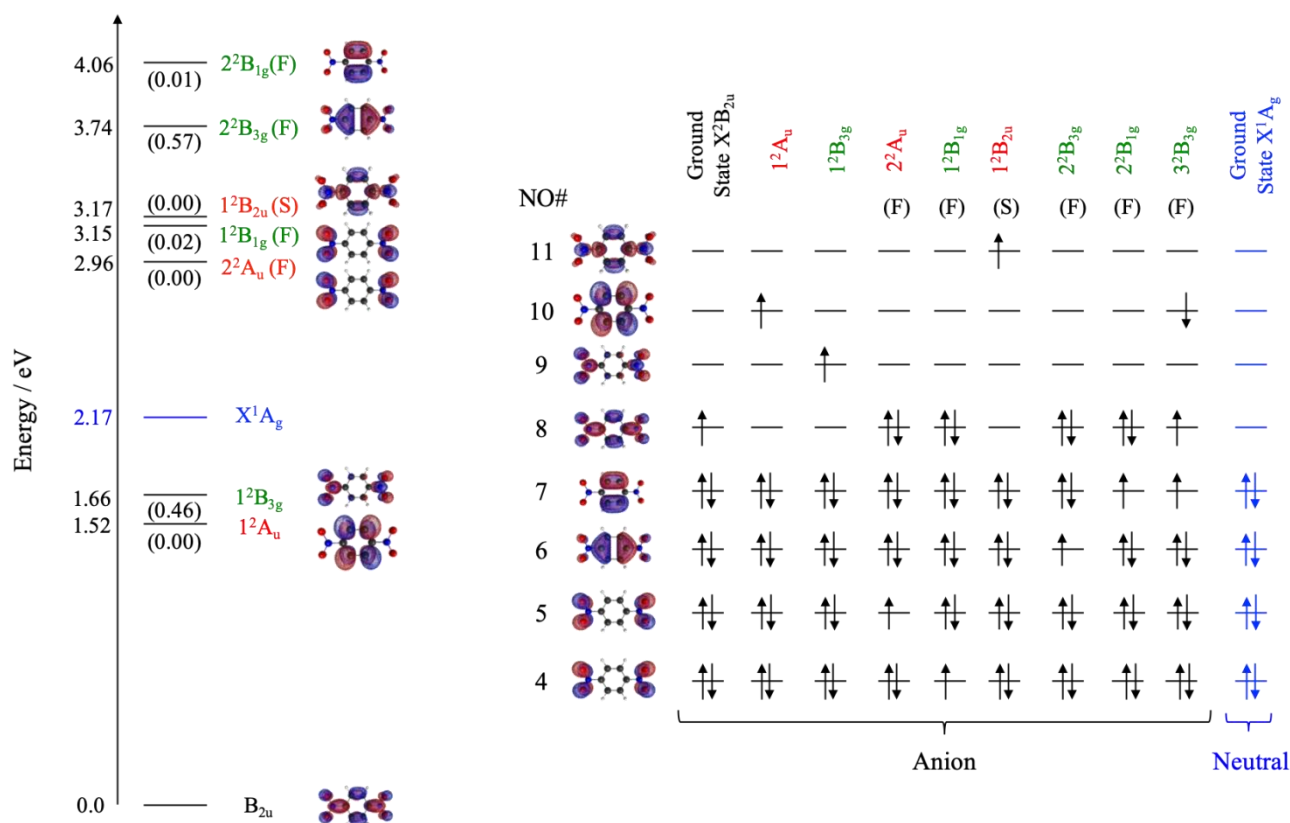 4.06
(0.01)
2²B₁g(F)
3.74
(0.57)
2²B₃g (F)
3.17
(0.00)
1²B₂u (S)
3.15
(0.02)
1²B₁g (F)
2.96
(0.00)
2²Aᵤ (F)
Energy / eV
2.17
X¹Ag
1.66
(0.46)
1²B₃g
1.52
(0.00)
1²Aᵤ
0.0
B₂u
NO#
Ground
State X²B₂u
1²Aᵤ
1²B₃g
2²Aᵤ
1²B₁g
1²B₂u
2²B₃g
2²B₁g
3²B₃g
Ground
State X¹Ag
(F) (F) (S) (F) (F) (F)
11
10
9
8
7
6
5
4
Anion
Neutral